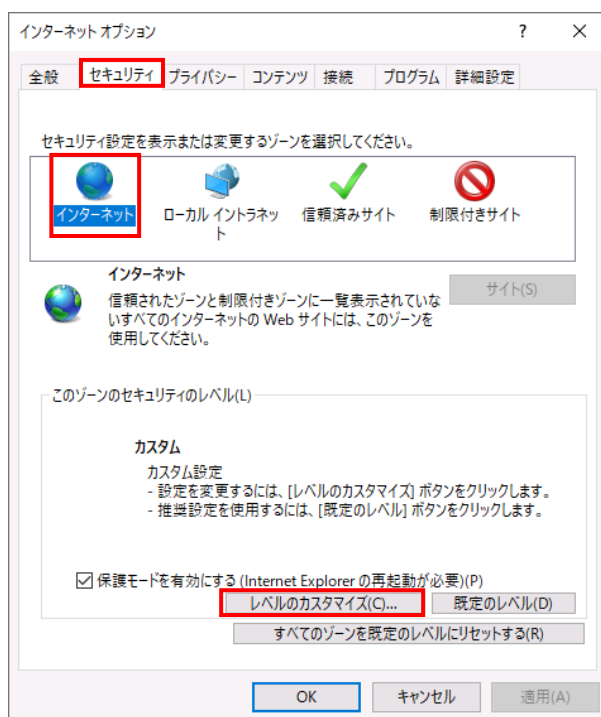 インターネット オプション
? ×
全般 セキュリティ プライバシー コンテンツ 接続 プログラム 詳細設定
セキュリティ設定を表示または変更するゾーンを選択してください。
インターネット ローカル イントラネッ 信頼済みサイト 制限付きサイト
ト
インターネット
サイト(S)
信頼されたゾーンと制限付きゾーンに一覧表示されていな
いすべてのインターネットの Web サイトには、このゾーンを
使用してください。
このゾーンのセキュリティのレベル(L)
カスタム
カスタム設定
- 設定を変更するには、[レベルのカスタマイズ] ボタンをクリックします。
- 推奨設定を使用するには、[既定のレベル] ボタンをクリックします。
保護モードを有効にする (Internet Explorer の再起動が必要)(P)
レベルのカスタマイズ(C)... 既定のレベル(D)
すべてのゾーンを既定のレベルにリセットする(R)
OK キャンセル 適用(A)